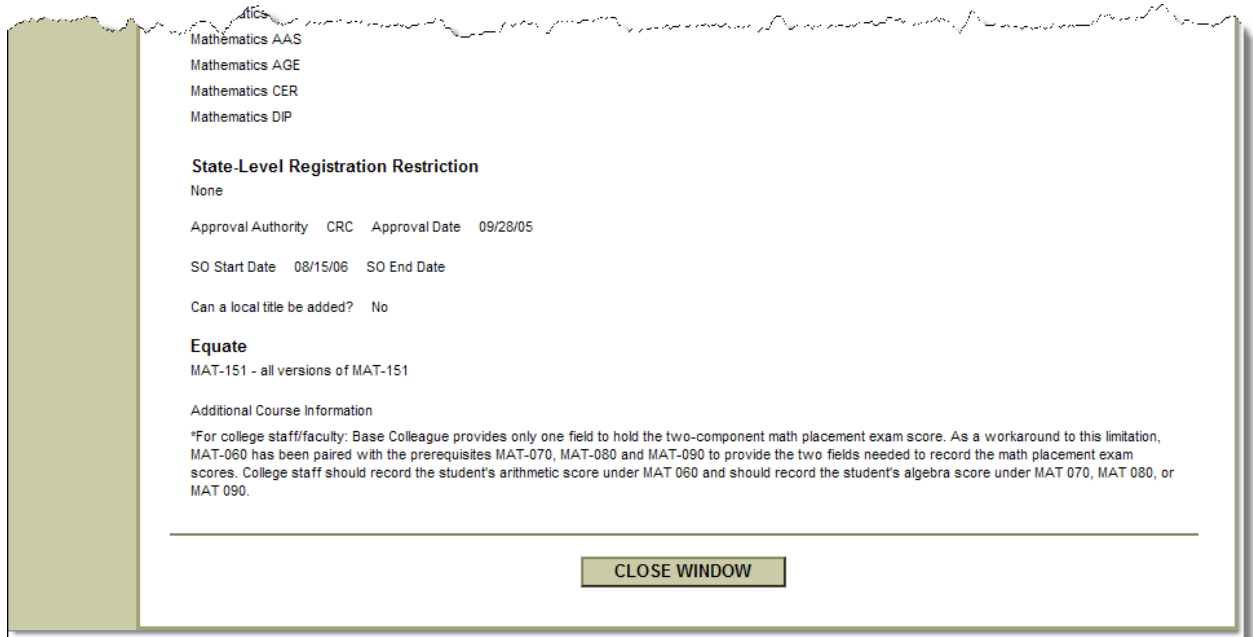 Mathematics AAS
Mathematics AGE
Mathematics CER
Mathematics DIP
State-Level Registration Restriction
None
Approval Authority CRC Approval Date 09/28/05
SO Start Date 08/15/06 SO End Date
Can a local title be added? No
Equate
MAT-151 - all versions of MAT-151
Additional Course Information
*For college staff/faculty: Base Colleague provides only one field to hold the two-component math placement exam score. As a workaround to this limitation,
MAT-060 has been paired with the prerequisites MAT-070, MAT-080 and MAT-090 to provide the two fields needed to record the math placement exam
scores. College staff should record the student's arithmetic score under MAT 060 and should record the student's algebra score under MAT 070, MAT 080, or
MAT 090.
CLOSE WINDOW